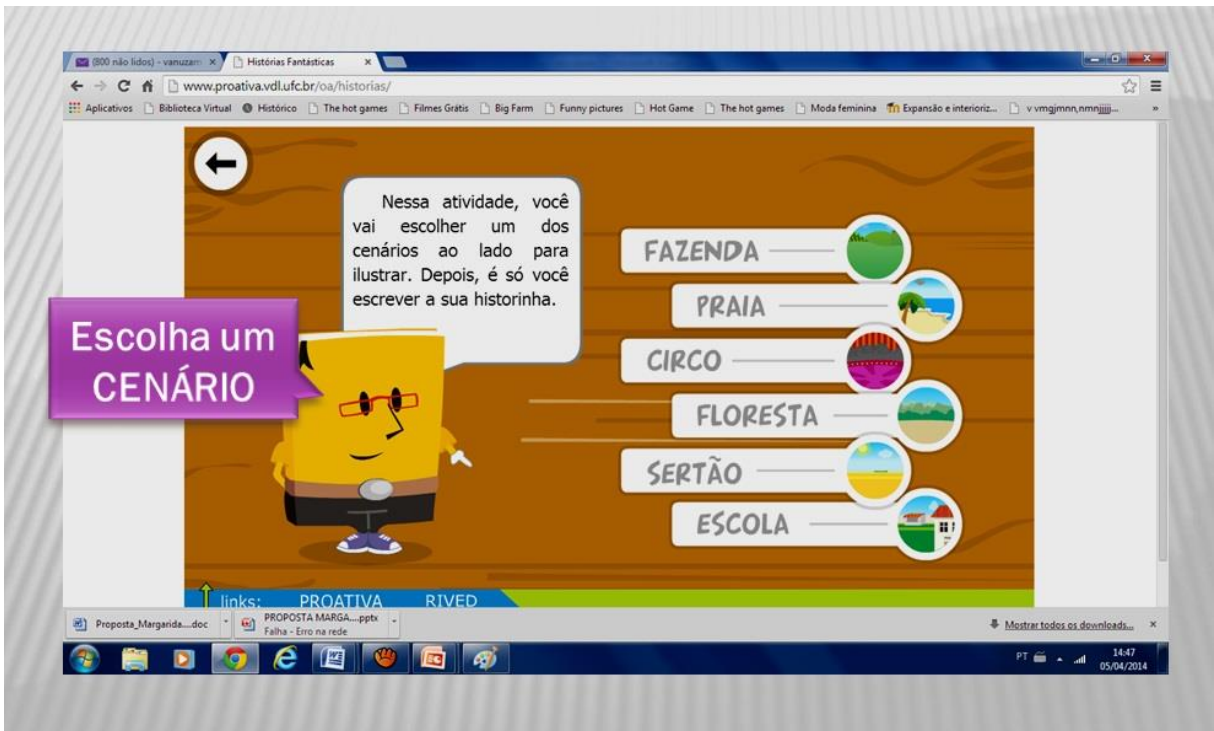 (800 não lidos) - vanuzam
Histórias Fantásticas
www.proativa.vdl.ufc.br/oa/historias/
Aplicativos Biblioteca Virtual Histórico The hot games Filmes Grátis Big Farm Funny pictures Hot Game The hot games Moda feminina Expansão e interioriz... v vmgjmnn,nmnjjjjj...
Nessa atividade, você
vai escolher um dos
cenários ao lado para
ilustrar. Depois, é só você
escrever a sua historinha.
Escolha um
CENÁRIO
FAZENDA
PRAIA
CIRCO
FLORESTA
SERTÃO
ESCOLA
links: PROATIVA RIVED
Proposta_Margarida....doc
PROPOSTA MARGA....pptx
Falha - Erro na rede
Mostrar todos os downloads...
PT
14:47
05/04/2014